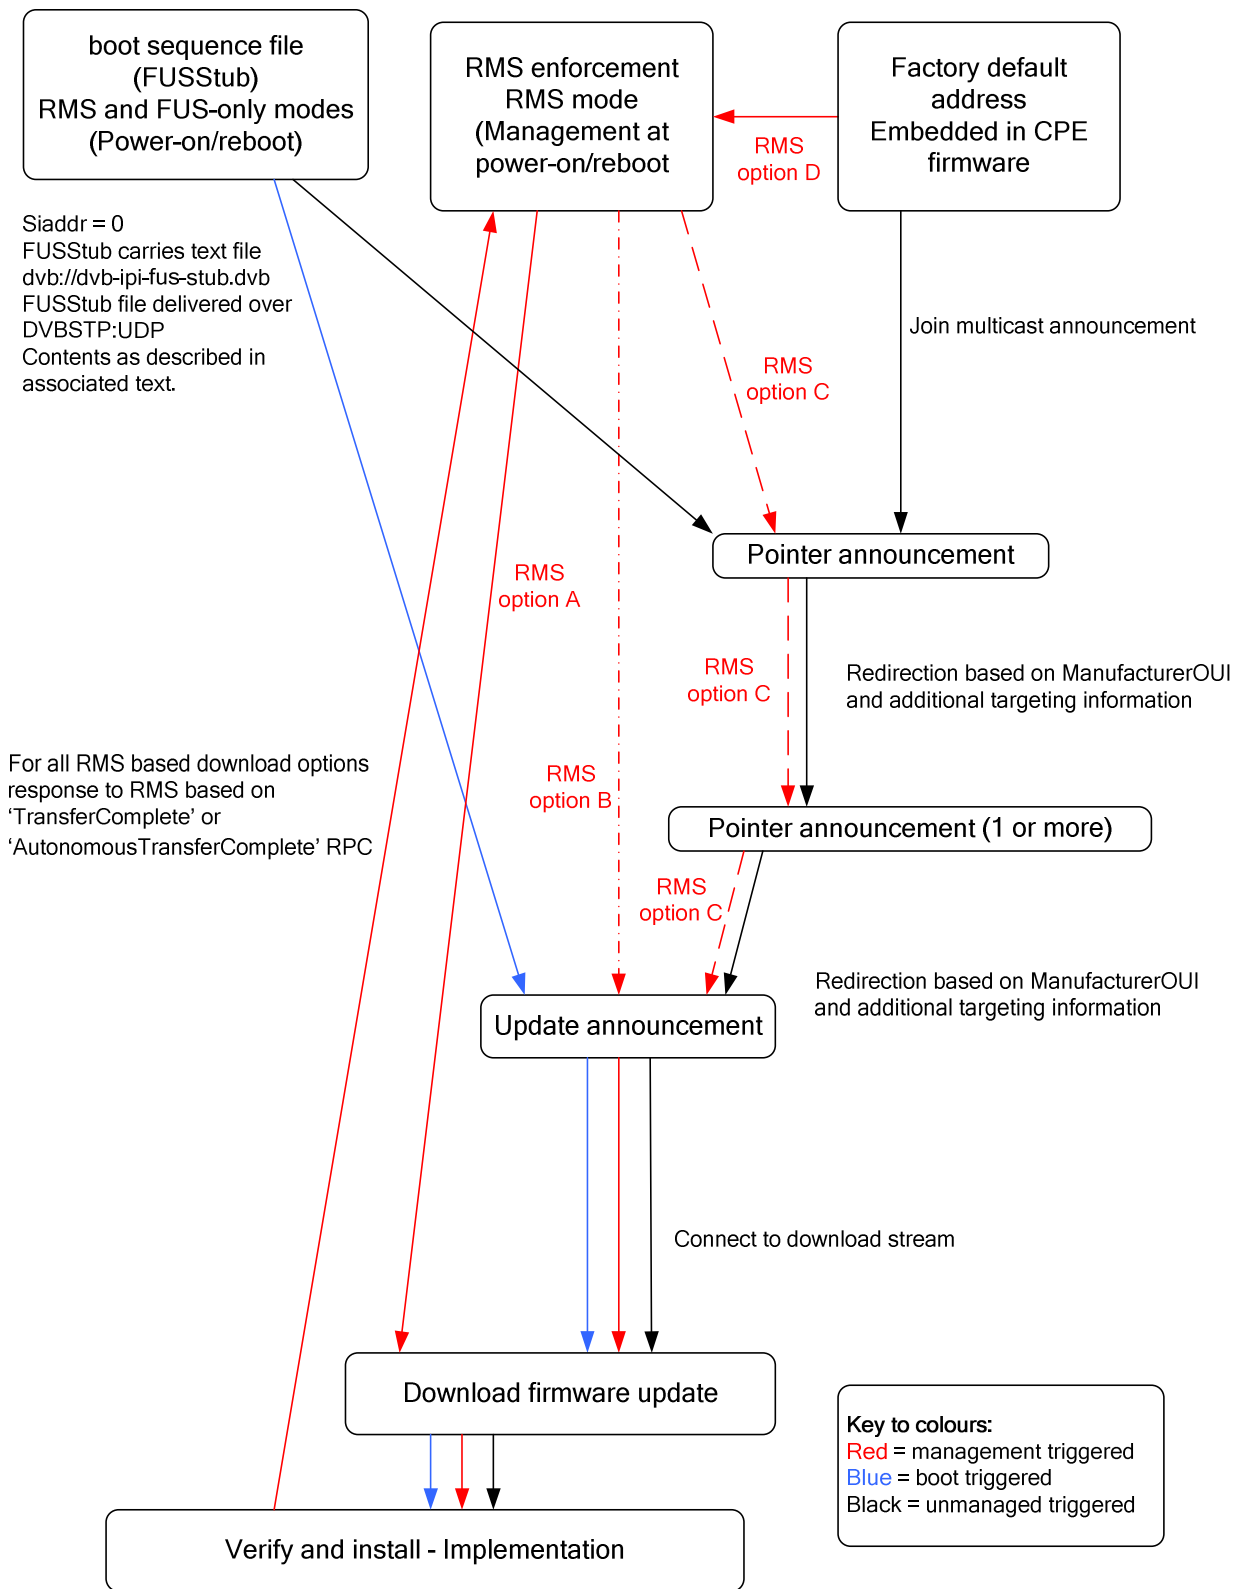 boot sequence file
(FUSStub)
RMS and FUS-only modes
(Power-on/reboot)
RMS enforcement
RMS mode
(Management at
power-on/reboot
Factory default
address
Embedded in CPE
firmware
RMS
option D
Siaddr = 0
FUSStub carries text file
dvb://dvb-ipi-fus-stub.dvb
FUSStub file delivered over
DVBSTP:UDP
Contents as described in
associated text.
Join multicast announcement
RMS
option C
Pointer announcement
RMS
option A
RMS
option C
Redirection based on ManufacturerOUI
and additional targeting information
For all RMS based download options
response to RMS based on
‘TransferComplete’ or
‘AutonomousTransferComplete’ RPC
RMS
option B
Pointer announcement (1 or more)
RMS
option C
Redirection based on ManufacturerOUI
and additional targeting information
Update announcement
Connect to download stream
Download firmware update
Key to colours:
Red = management triggered
Blue = boot triggered
Black = unmanaged triggered
Verify and install - Implementation